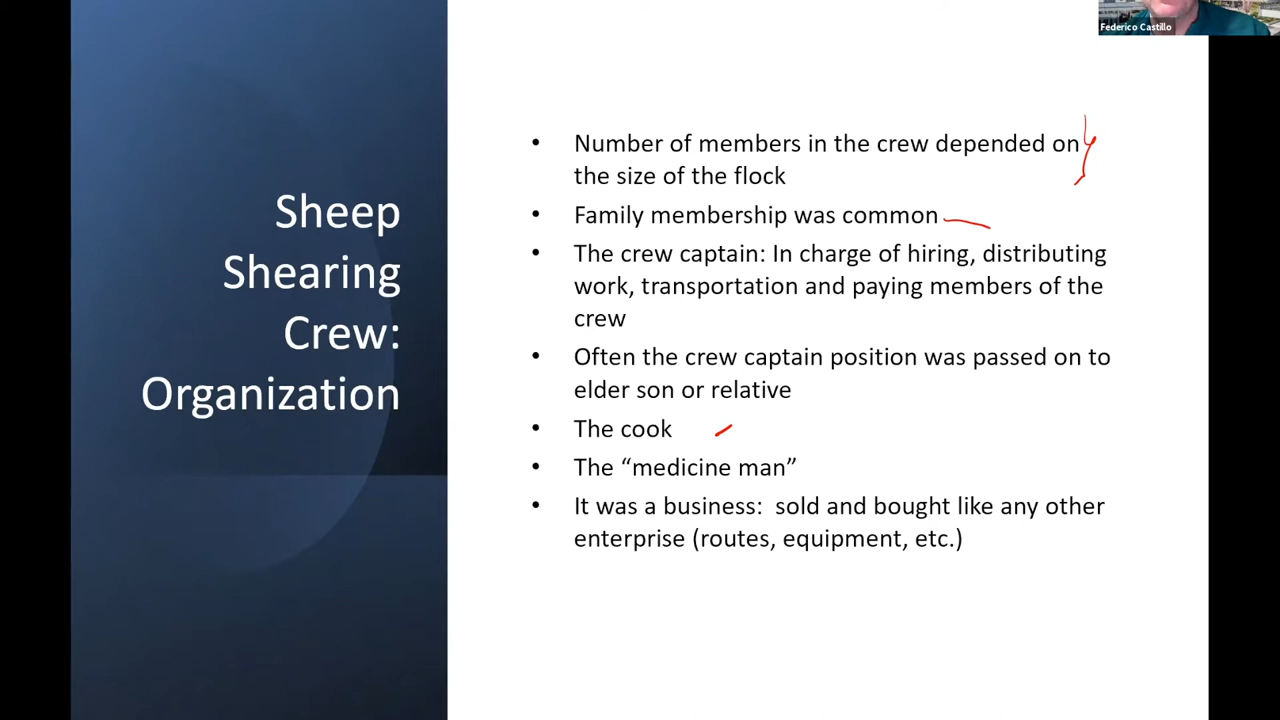 Federico Castillo
Sheep
Shearing
Crew:
Organization
• Number of members in the crew depended on
the size of the flock
• Family membership was common
• The crew captain: In charge of hiring, distributing
work, transportation and paying members of the
crew
• Often the crew captain position was passed on to
elder son or relative
• The cook
• The “medicine man”
• It was a business:  sold and bought like any other
enterprise (routes, equipment, etc.)